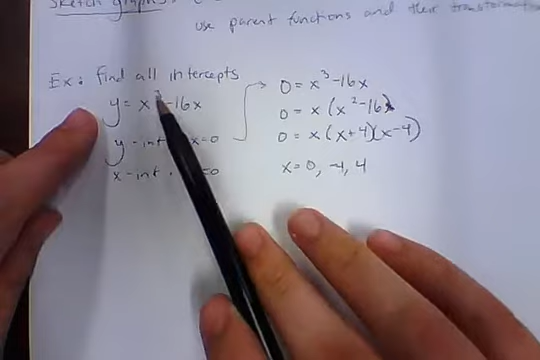 Sketch graphs:
use parent functions and their transformation
Ex: Find all intercepts
y = x³ - 16x
y - int x=0
x - int =0
0 = x³ - 16x
0 = x (x² - 16)
0 = x (x+4)(x-4)
x = 0, -4, 4